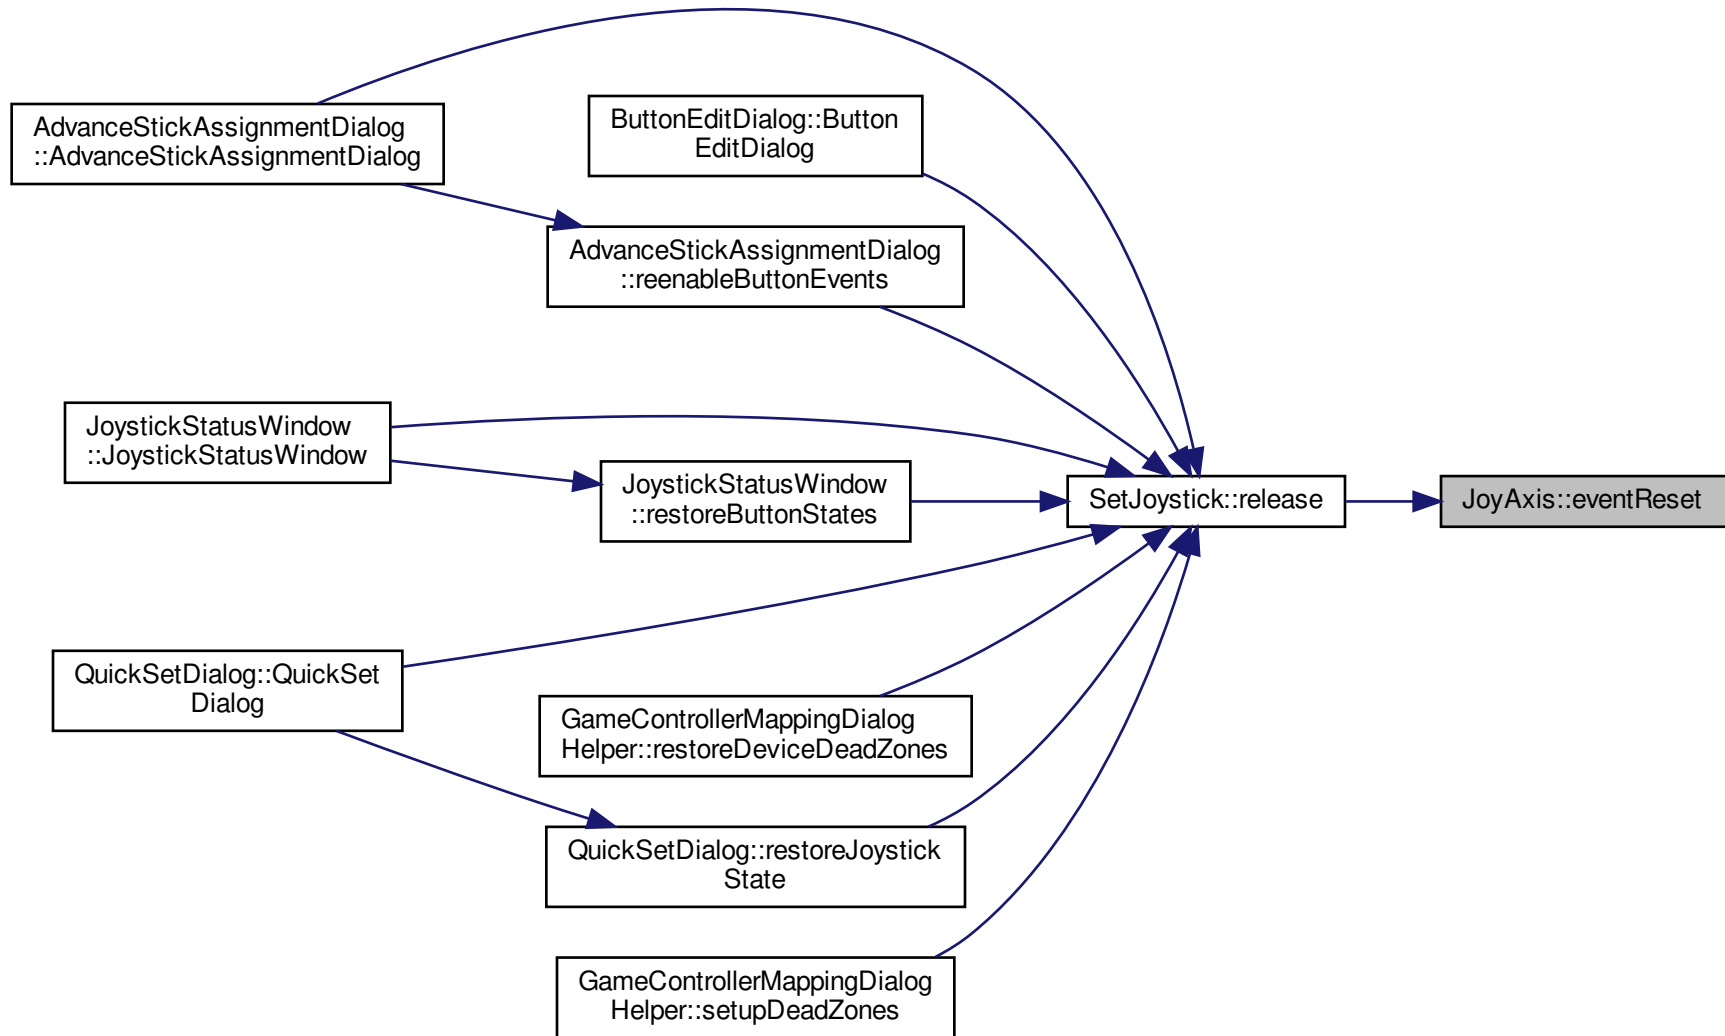 AdvanceStickAssignmentDialog
::AdvanceStickAssignmentDialog
ButtonEditDialog::Button
EditDialog
AdvanceStickAssignmentDialog
::reenableButtonEvents
JoystickStatusWindow
::JoystickStatusWindow
JoystickStatusWindow
::restoreButtonStates
SetJoystick::release
JoyAxis::eventReset
QuickSetDialog::QuickSet
Dialog
GameControllerMappingDialog
Helper::restoreDeviceDeadZones
QuickSetDialog::restoreJoystick
State
GameControllerMappingDialog
Helper::setupDeadZones